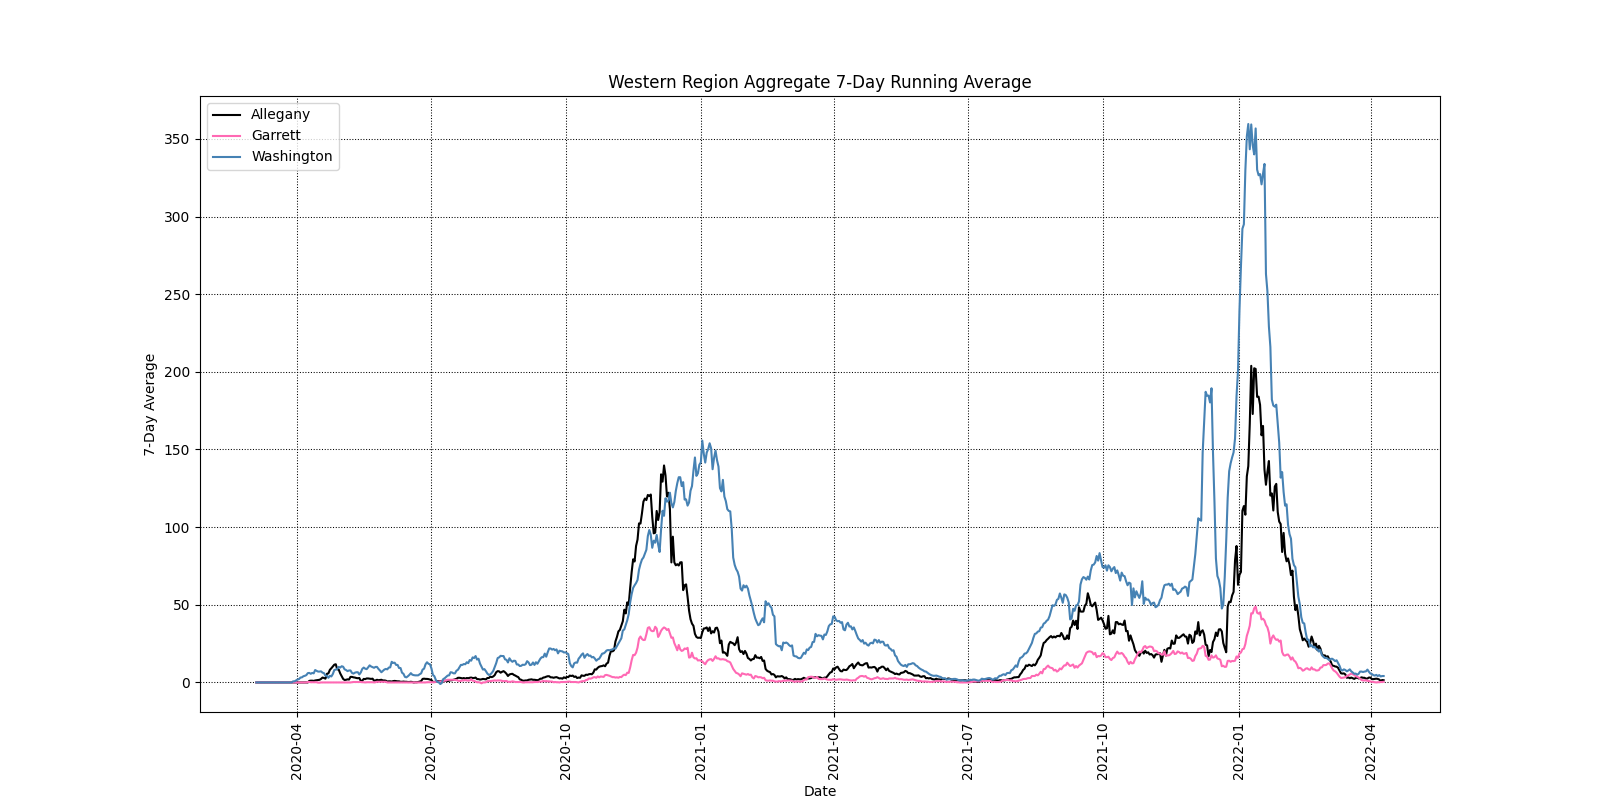 Western Region Aggregate 7-Day Running Average
Allegany
Garrett
Washington
350
300
250
200
150
100
50
0
7-Day Average
2020-04
2020-07
2020-10
2021-01
2021-04
2021-07
2021-10
2022-01
2022-04
Date